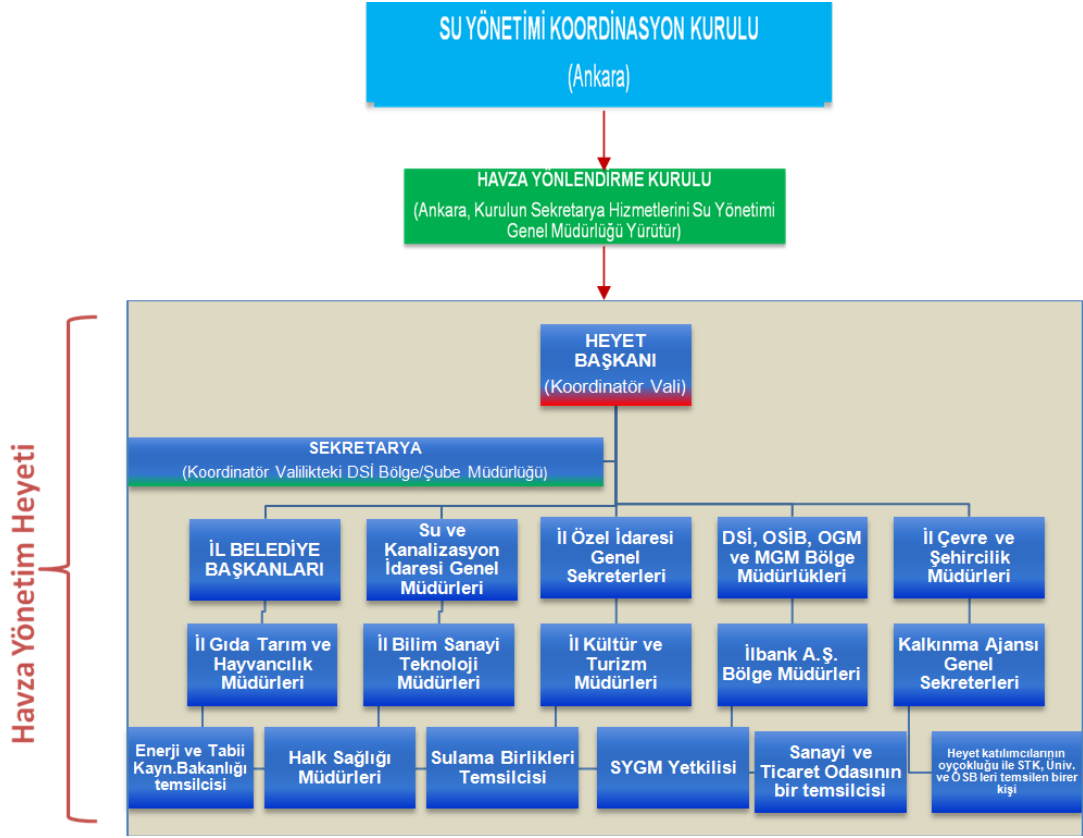 SU YÖNETİMİ KOORDİNASYON KURULU
(Ankara)
HAVZA YÖNLENDİRME KURULU
(Ankara, Kurulun Sekretarya Hizmetlerini Su Yönetimi
Genel Müdürlüğü Yürütür)
Havza Yönetim Heyeti
HEYET
BAŞKANI
(Koordinatör Vali)
SEKRETARYA
(Koordinatör Valilikteki DSİ Bölge/Şube Müdürlüğü)
İL BELEDİYE
BAŞKANLARI
Su ve
Kanalizasyon
İdaresi Genel
Müdürleri
İl Özel İdaresi
Genel
Sekreterleri
DSİ, OSİB, OGM
ve MGM Bölge
Müdürlükleri
İl Çevre ve
Şehircilik
Müdürleri
İl Gıda Tarım ve
Hayvancılık
Müdürleri
İl Bilim Sanayi
Teknoloji
Müdürleri
İl Kültür ve
Turizm
Müdürleri
İlbank A.Ş.
Bölge Müdürleri
Kalkınma Ajansı
Genel
Sekreterleri
Enerji ve Tabii
Kayn.Bakanlığı
temsilcisi
Halk Sağlığı
Müdürleri
Sulama Birlikleri
Temsilcisi
SYGM Yetkilisi
Sanayi ve
Ticaret Odasının
bir temsilcisi
Heyet katılımcılarının
oyçokluğu ile STK, Üniv.
ve OSB leri temsilen birer
kişi